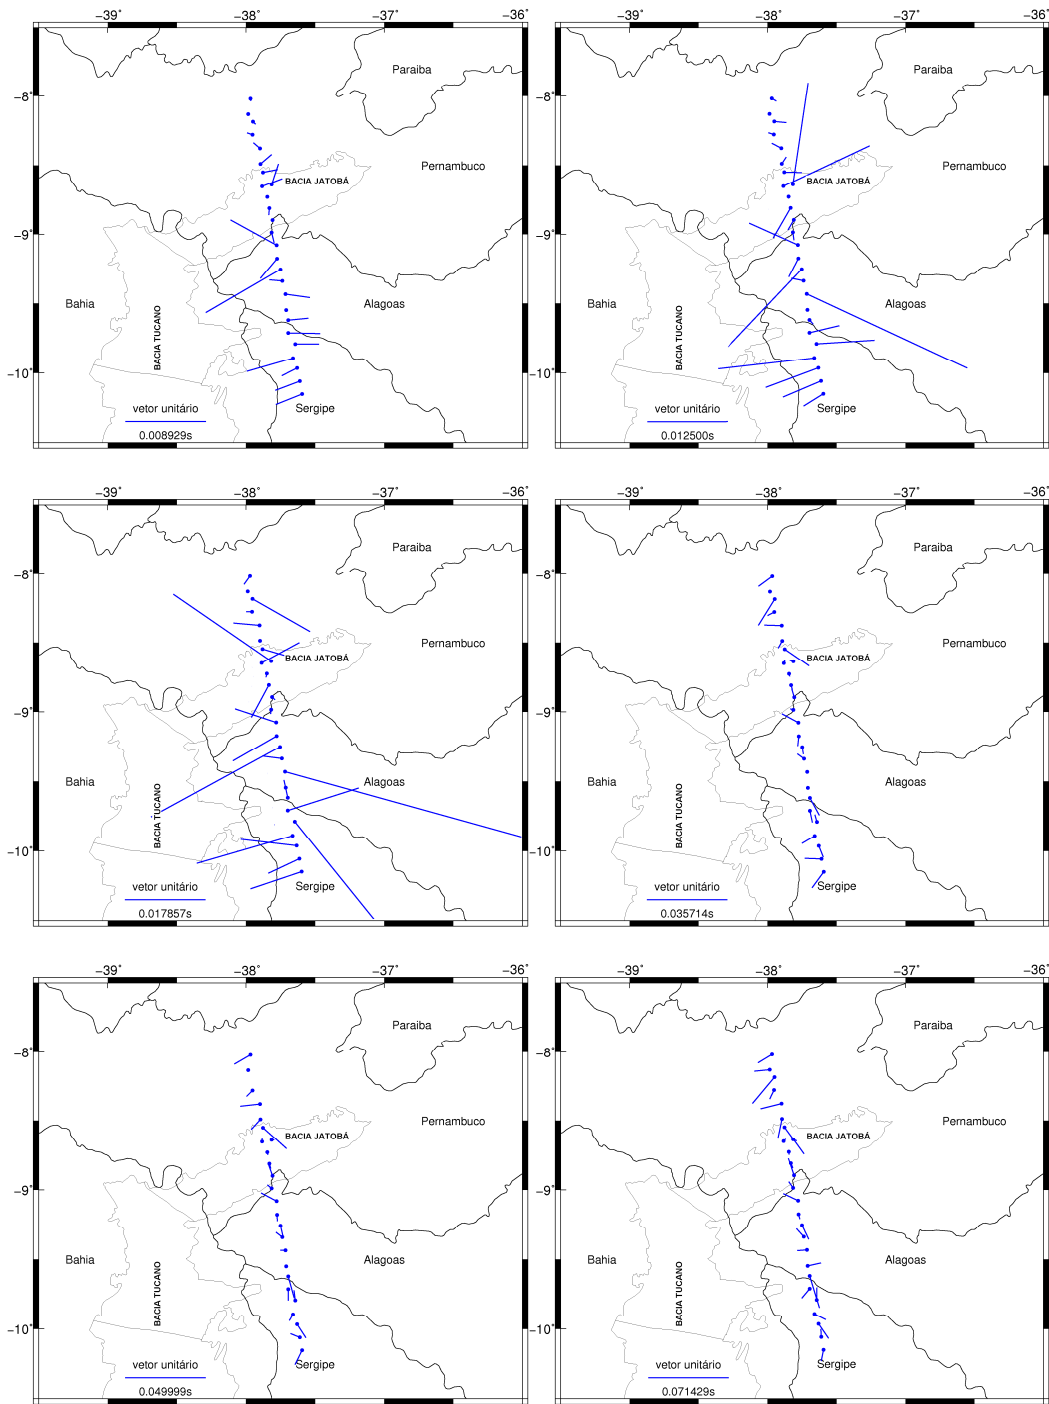 −39° −38° −37° −36° −39° −38° −37° −36°
Paraiba Paraiba
−8° −8°
Pernambuco Pernambuco
BACIA JATOBÁ BACIA JATOBÁ
−9° −9°
Bahia Alagoas Bahia Alagoas
BACIA TUCANO BACIA TUCANO
−10° −10°
vetor unitário Sergipe vetor unitário Sergipe
0.008929s 0.012500s
−39° −38° −37° −36° −39° −38° −37° −36°
Paraiba Paraiba
−8° −8°
Pernambuco Pernambuco
BACIA JATOBÁ BACIA JATOBÁ
−9° −9°
Bahia Alagoas Bahia Alagoas
BACIA TUCANO BACIA TUCANO
−10° −10°
vetor unitário Sergipe vetor unitário Sergipe
0.017857s 0.035714s
−39° −38° −37° −36° −39° −38° −37° −36°
Paraiba Paraiba
−8° −8°
Pernambuco Pernambuco
BACIA JATOBÁ BACIA JATOBÁ
−9° −9°
Bahia Alagoas Bahia Alagoas
BACIA TUCANO BACIA TUCANO
−10° −10°
vetor unitário Sergipe vetor unitário Sergipe
0.049999s 0.071429s